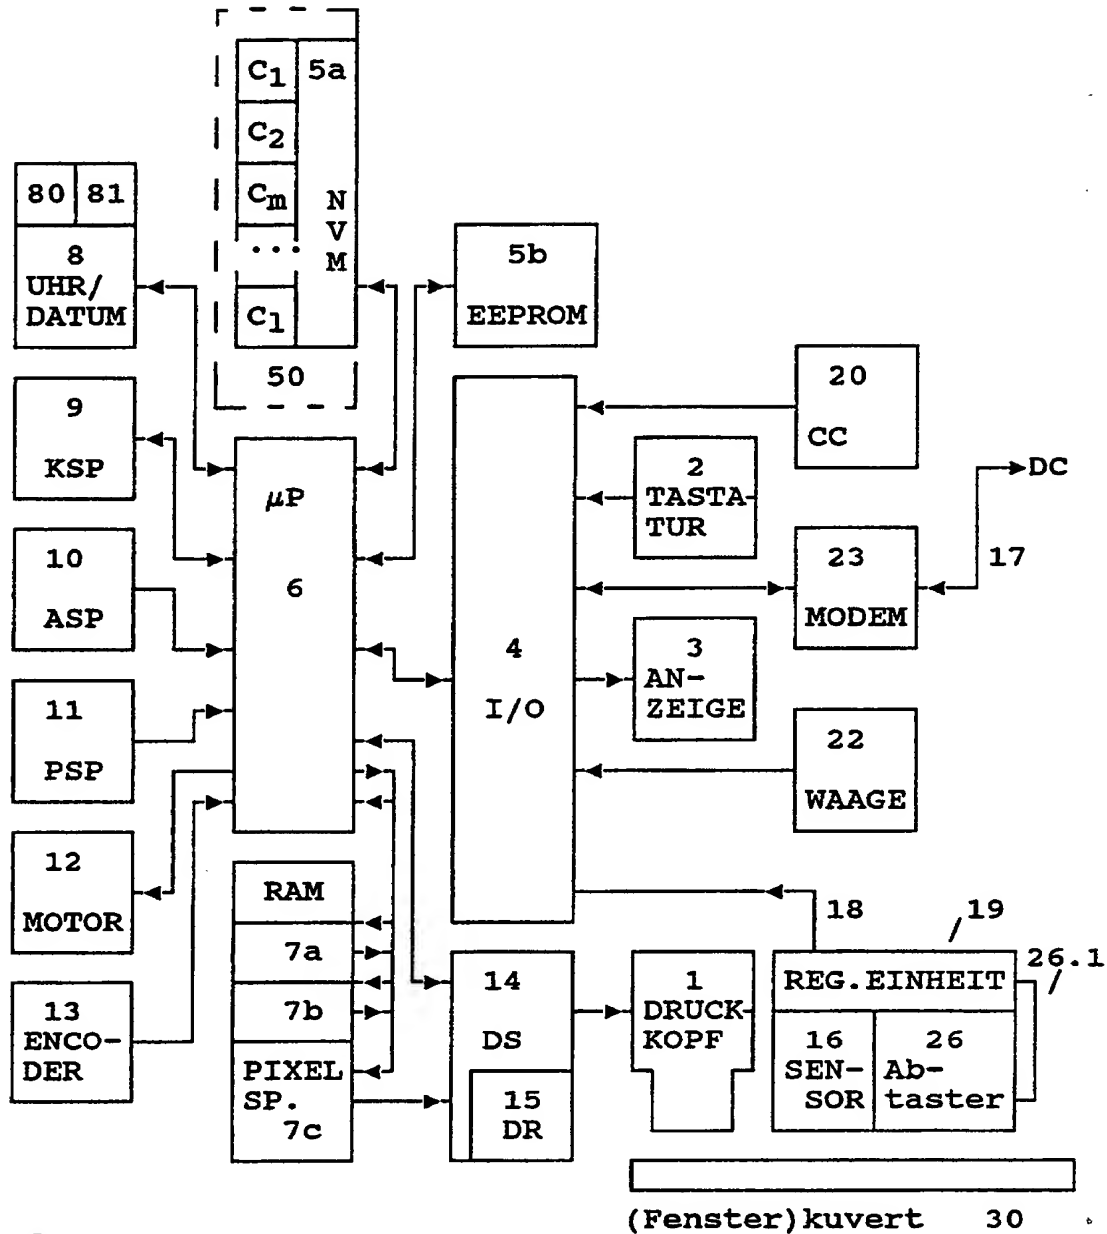 C1 5a
C2
Cm
...
Cl
N
V
M
50
80 81
8
UHR/
DATUM
5b
EEPROM
9
KSP
10
ASP
11
PSP
12
MOTOR
13
ENCO-
DER
µP
6
RAM
7a
7b
PIXEL
SP.
7c
4
I/O
14
DS
15
DR
20
CC
2
TASTA-
TUR
DC
17
23
MODEM
3
AN-
ZEIGE
22
WAAGE
18
19
26.1
1
DRUCK-
KOPF
REG.EINHEIT
16
SEN-
SOR
26
Ab-
taster
(Fenster)kuvert 30